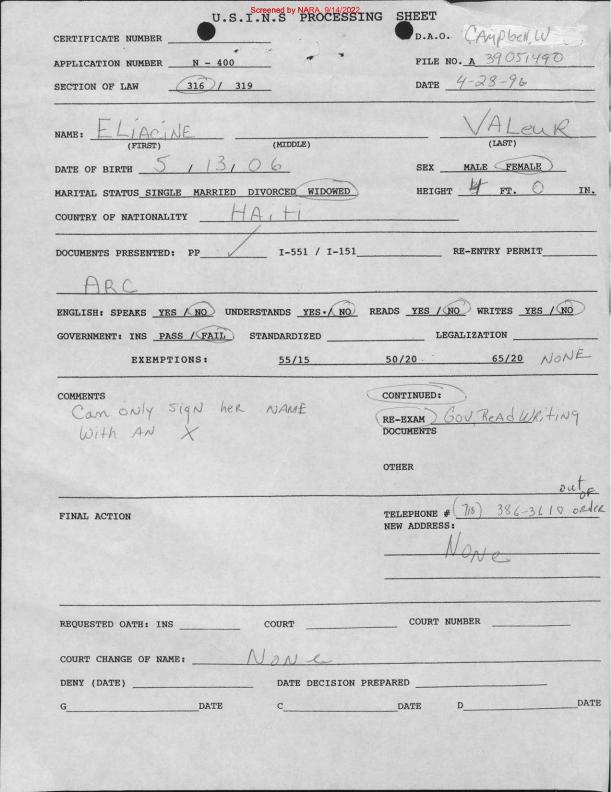 Screened by NARA, 9/14/2022
U.S.I.N.S PROCESSING SHEET
CERTIFICATE NUMBER D.A.O. Campbell, W
APPLICATION NUMBER N - 400 FILE NO. A 39051490
SECTION OF LAW 316 / 319 DATE 4-23-96
NAME: ELiAciNE VALeuR
(FIRST) (MIDDLE) (LAST)
DATE OF BIRTH 5 / 13 / 06 SEX MALE FEMALE
MARITAL STATUS SINGLE MARRIED DIVORCED WIDOWED HEIGHT 4 FT. 0 IN.
COUNTRY OF NATIONALITY HAiti
DOCUMENTS PRESENTED: PP ✓ I-551 / I-151 RE-ENTRY PERMIT
ARC
ENGLISH: SPEAKS YES / NO UNDERSTANDS YES / NO READS YES / NO WRITES YES / NO
GOVERNMENT: INS PASS / FAIL STANDARDIZED LEGALIZATION
EXEMPTIONS: 55/15 50/20 65/20 NONE
COMMENTS CONTINUED:
Can only sign her NAME
RE-EXAM Gov ReAd WRiting
With AN X DOCUMENTS
OTHER
out OF
FINAL ACTION TELEPHONE # (718) 386-3610 order
NEW ADDRESS:
None
REQUESTED OATH: INS COURT COURT NUMBER
COURT CHANGE OF NAME: None
DENY (DATE) DATE DECISION PREPARED
G DATE C DATE D DATE